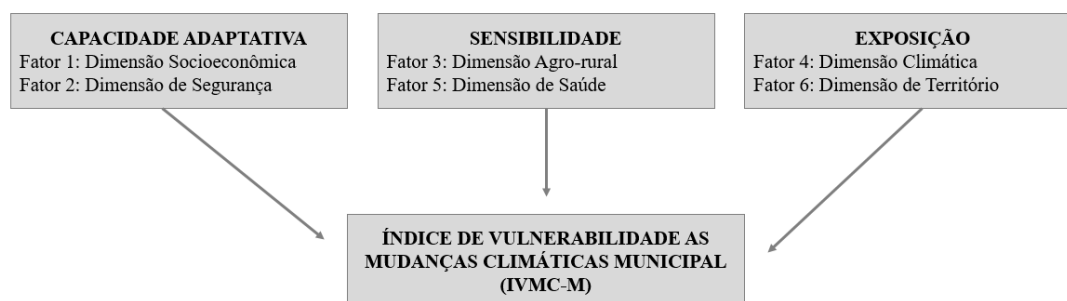 CAPACIDADE ADAPTATIVA
Fator 1: Dimensão Socioeconômica
Fator 2: Dimensão de Segurança
SENSIBILIDADE
Fator 3: Dimensão Agro-rural
Fator 5: Dimensão de Saúde
EXPOSIÇÃO
Fator 4: Dimensão Climática
Fator 6: Dimensão de Território
ÍNDICE DE VULNERABILIDADE AS
MUDANÇAS CLIMÁTICAS MUNICIPAL
(IVMC-M)